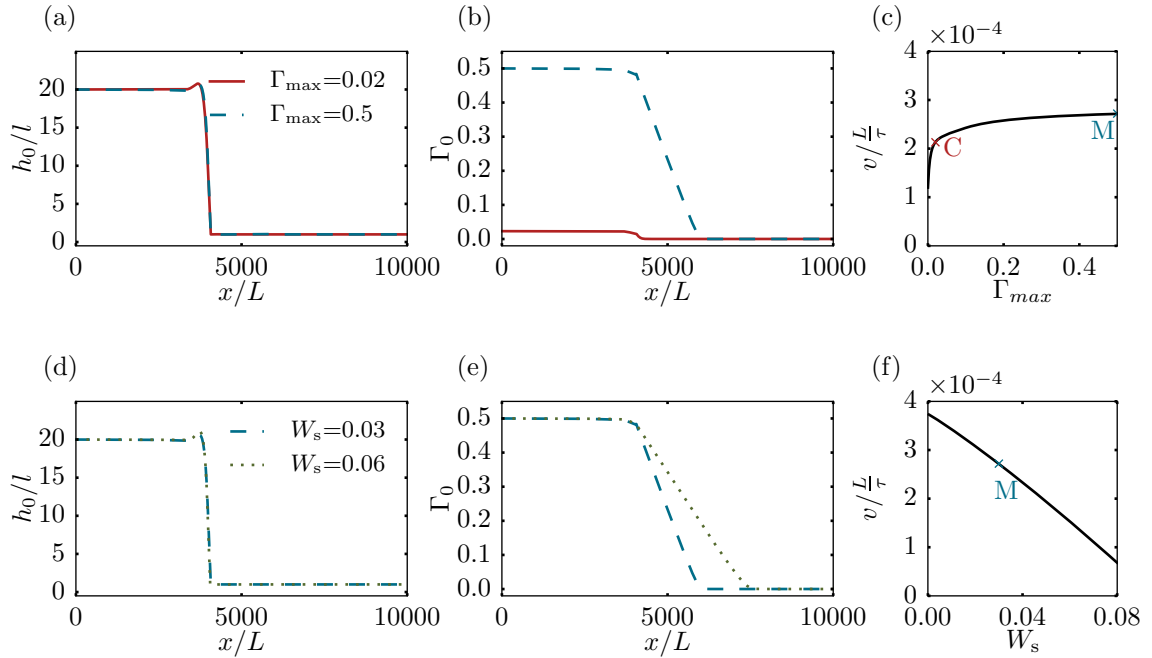 (a)
20
15
10
5
0
h₀/l
Γmax=0.02
Γmax=0.5
0
5000
10000
x/L
(b)
0.5
0.4
0.3
0.2
0.1
0.0
Γ₀
0
5000
10000
x/L
(c)
×10⁻⁴
4
3
2
1
0
v/ L/τ
C
M
0.0
0.2
0.4
Γmax
(d)
20
15
10
5
0
h₀/l
Wₛ=0.03
Wₛ=0.06
0
5000
10000
x/L
(e)
0.5
0.4
0.3
0.2
0.1
0.0
Γ₀
0
5000
10000
x/L
(f)
×10⁻⁴
4
3
2
1
0
v/ L/τ
M
0.00
0.04
0.08
Wₛ